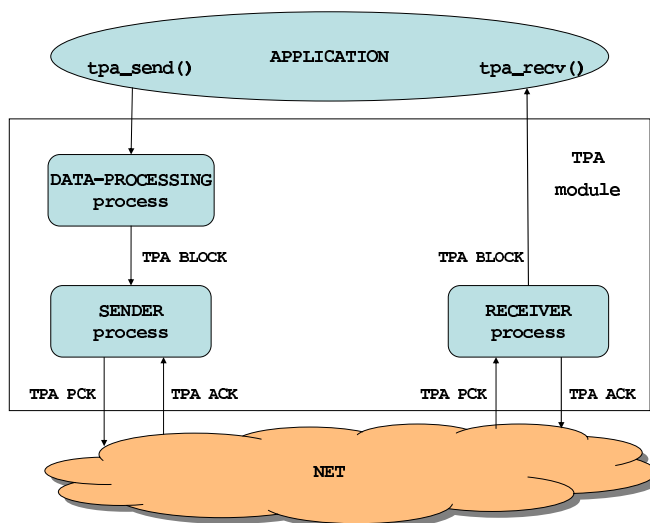 APPLICATION
tpa_send()
tpa_recv()
TPA
module
DATA-PROCESSING
process
TPA BLOCK
TPA BLOCK
SENDER
process
RECEIVER
process
TPA PCK
TPA ACK
TPA PCK
TPA ACK
NET